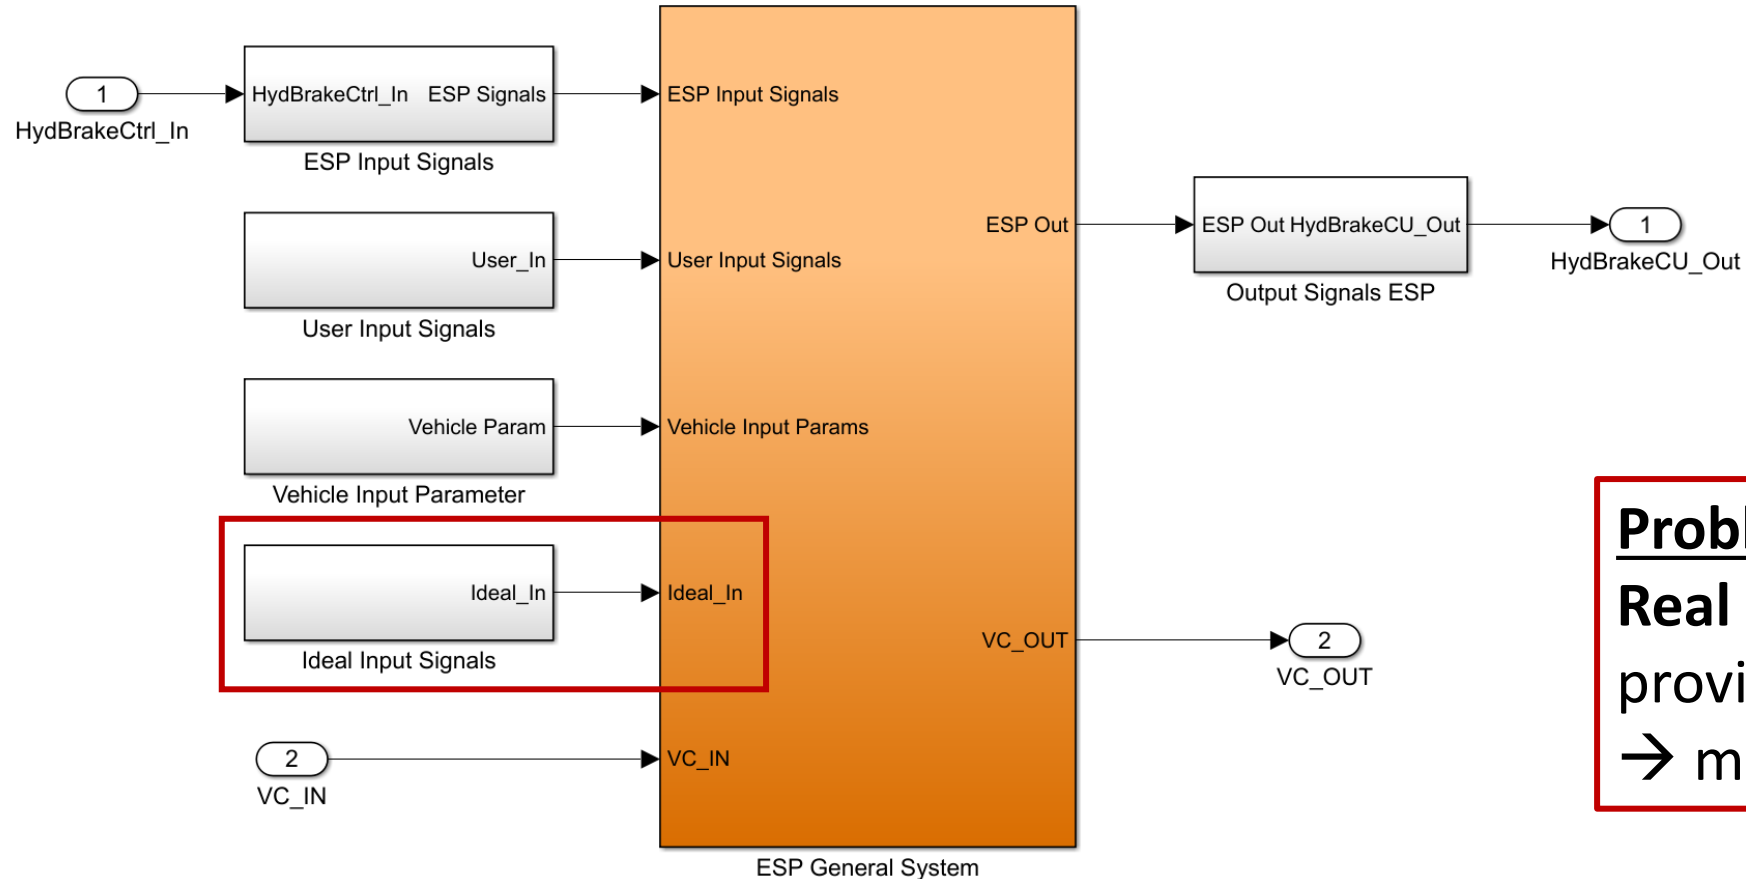 1
HydBrakeCtrl_In
HydBrakeCtrl_In ESP Signals
ESP Input Signals
ESP Input Signals
User_In
User Input Signals
User Input Signals
Vehicle Param
Vehicle Input Parameter
Vehicle Input Params
Ideal_In
Ideal Input Signals
Ideal_In
2
VC_IN
VC_IN
ESP Out
VC_OUT
ESP General System
ESP Out HydBrakeCU_Out
Output Signals ESP
1
HydBrakeCU_Out
2
VC_OUT
Real
→